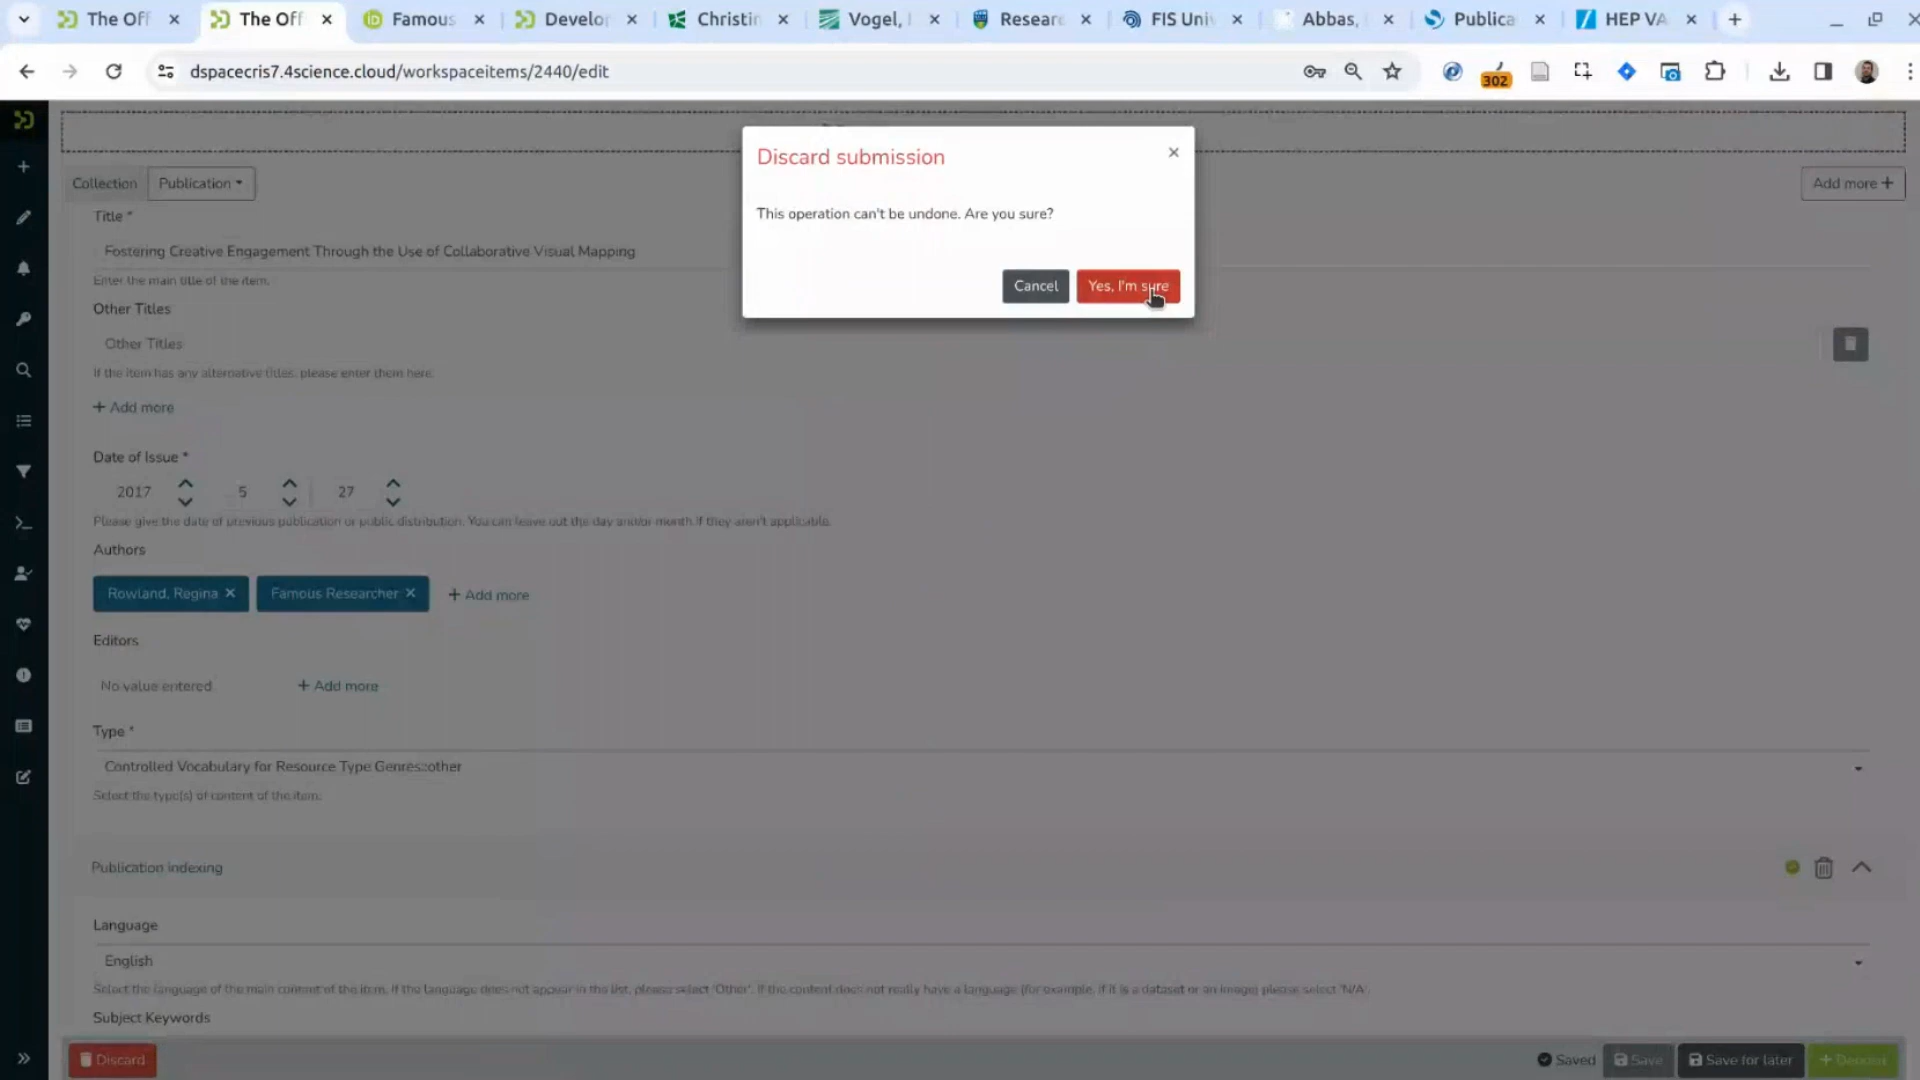 The Off
The Off
Famous
Develo
Christin
Vogel,
Resear
FIS Uni
Abbas,
Publica
HEP VA
dspacecris7.4science.cloud/workspaceitems/2440/edit
302
Discard submission
This operation can't be undone. Are you sure?
Cancel
Yes, I'm sure
Collection
Publication
Add more +
Title *
Fostering Creative Engagement Through the Use of Collaborative Visual Mapping
Enter the main title of the item.
Other Titles
Other Titles
If the item has any alternative titles, please enter them here.
+ Add more
Date of Issue *
2017 5 27
Please give the date of previous publication or public distribution. You can leave out the day and/or month if they aren't applicable.
Authors
Rowland, Regina
Famous Researcher
+ Add more
Editors
No value entered
+ Add more
Type *
Controlled Vocabulary for Resource Type Genres::other
Select the type(s) of content of the item.
Publication indexing
Language
English
Select the language of the main content of the item. If the language does not appear in the list, please select 'Other'. If the content does not really have a language (for example, if it is a dataset or an image) please select 'N/A'.
Subject Keywords
Discard
Saved
Save
Save for later
+ Deposit